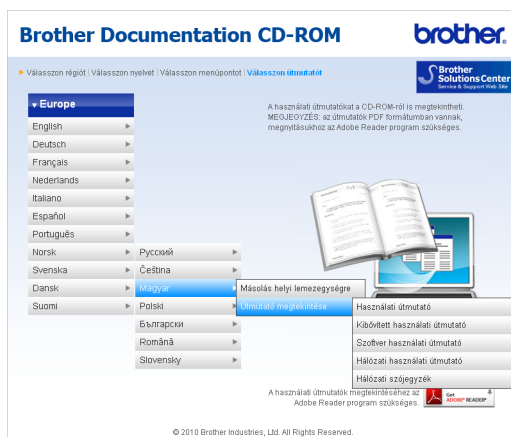 Brother Documentation CD-ROM
brother.
Válasszon régiót | Válasszon nyelvet | Válasszon menüpontot | Válasszon útmutatót
Brother
SolutionsCenter
Service & Support Web Site
Europe
English
Deutsch
Français
Nederlands
Italiano
Español
Português
Norsk
Svenska
Dansk
Suomi
A használati útmutatókat a CD-ROM-ról is megtekintheti.
MEGJEGYZÉS: az útmutatók PDF formátumban vannak,
megnyitásukhoz az Adobe Reader program szükséges.
Русский
Čeština
Magyar
Polski
Български
Română
Slovensky
Másolás helyi lemezegységre
Útmutató megtekintése
Használati útmutató
Kibővített használati útmutató
Szoftver használati útmutató
Hálózati használati útmutató
Hálózati szójegyzék
A használati útmutatók megtekintéséhez az
Adobe Reader program szükséges.
Get
ADOBE® READER®
© 2010 Brother Industries, Ltd. All Rights Reserved.